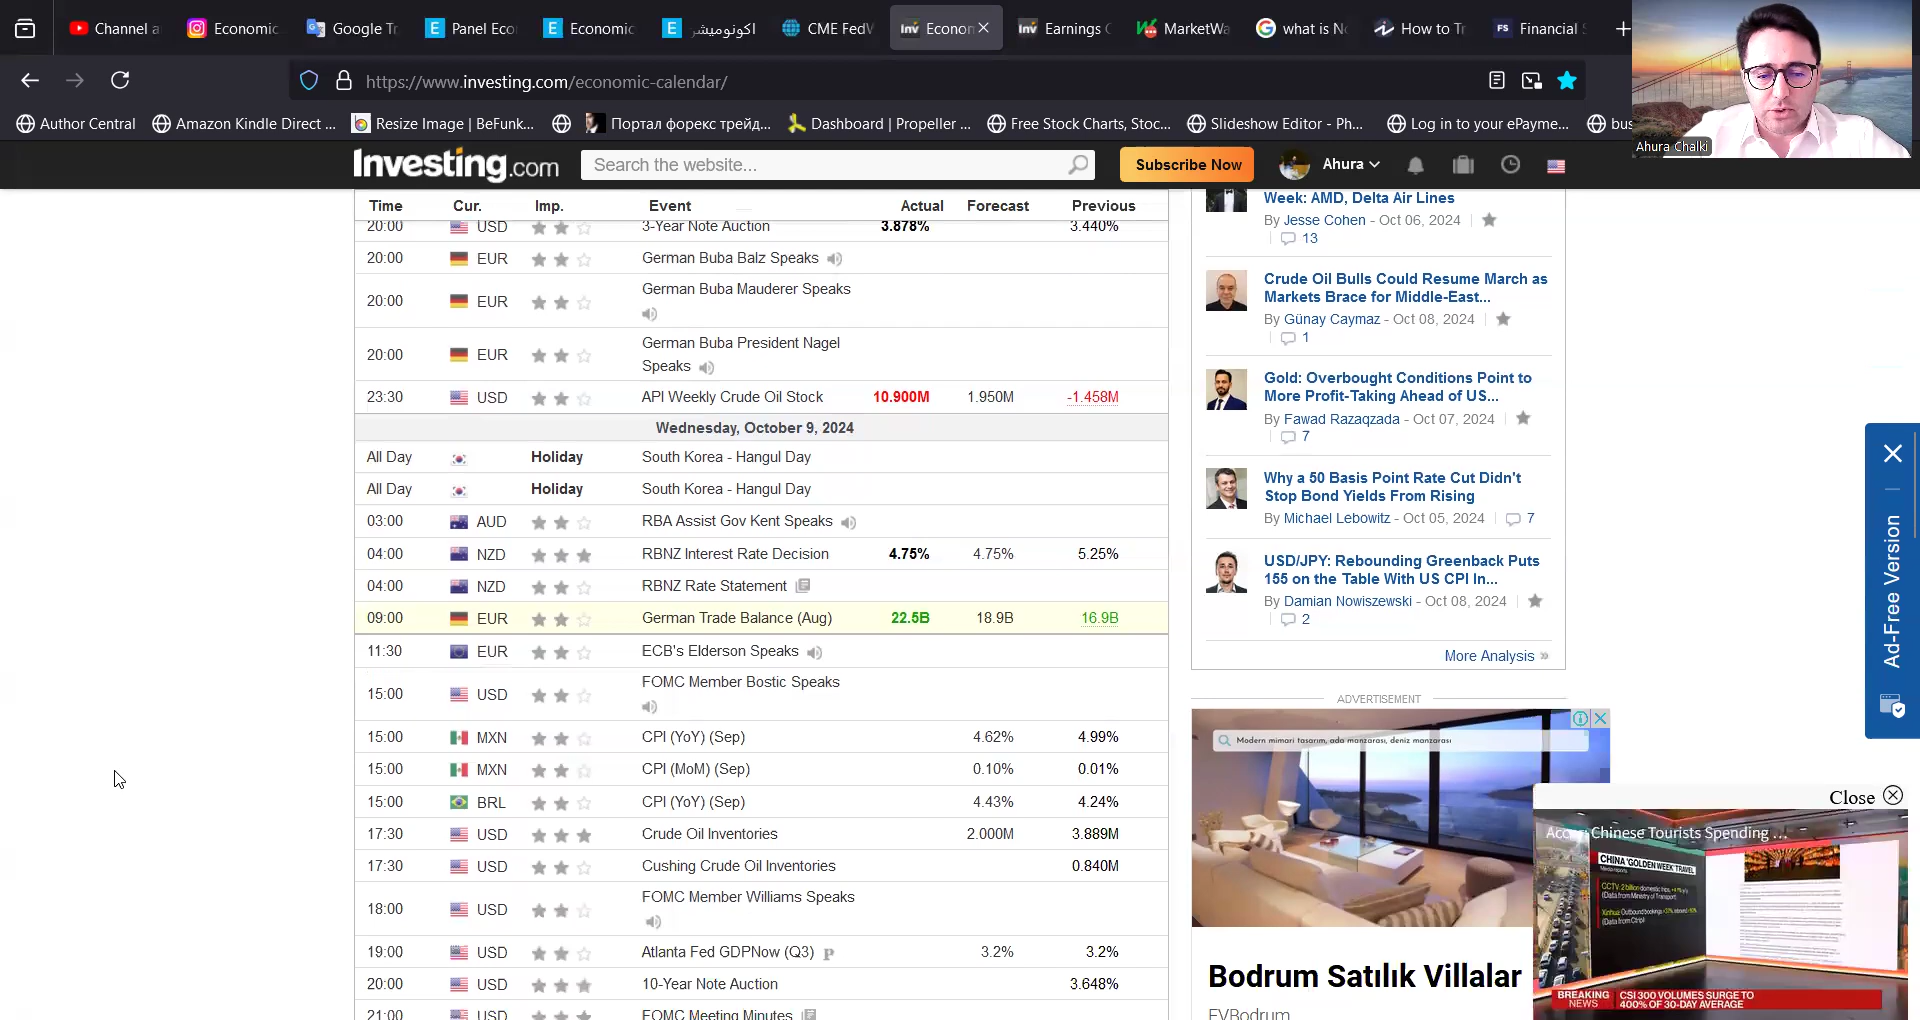 Channel a
Economic
Google Tr
Panel Eco
Economic
اکونومیشر
CME FedW
Econon
Earnings C
MarketWa
what is No
How to Tr
Financial S
https://www.investing.com/economic-calendar/
Author Central
Amazon Kindle Direct ...
Resize Image | BeFunk...
Портал форекс трейд...
Dashboard | Propeller ...
Free Stock Charts, Stoc...
Slideshow Editor - Ph...
Log in to your ePayme...
bus
Ahura Chalki
Investing.com
Search the website...
Subscribe Now
Ahura
Time Cur. Imp. Event Actual Forecast Previous
20:00 USD 3-Year Note Auction 3.878% 3.440%
20:00 EUR German Buba Balz Speaks
20:00 EUR German Buba Mauderer Speaks
20:00 EUR German Buba President Nagel
Speaks
23:30 USD API Weekly Crude Oil Stock 10.900M 1.950M -1.458M
Wednesday, October 9, 2024
All Day Holiday South Korea - Hangul Day
All Day Holiday South Korea - Hangul Day
03:00 AUD RBA Assist Gov Kent Speaks
04:00 NZD RBNZ Interest Rate Decision 4.75% 4.75% 5.25%
04:00 NZD RBNZ Rate Statement
09:00 EUR German Trade Balance (Aug) 22.5B 18.9B 16.9B
11:30 EUR ECB's Elderson Speaks
15:00 USD FOMC Member Bostic Speaks
15:00 MXN CPI (YoY) (Sep) 4.62% 4.99%
15:00 MXN CPI (MoM) (Sep) 0.10% 0.01%
15:00 BRL CPI (YoY) (Sep) 4.43% 4.24%
17:30 USD Crude Oil Inventories 2.000M 3.889M
17:30 USD Cushing Crude Oil Inventories 0.840M
18:00 USD FOMC Member Williams Speaks
19:00 USD Atlanta Fed GDPNow (Q3) 3.2% 3.2%
20:00 USD 10-Year Note Auction 3.648%
21:00 USD FOMC Meeting Minutes
Week: AMD, Delta Air Lines
By Jesse Cohen - Oct 06, 2024
13
Crude Oil Bulls Could Resume March as
Markets Brace for Middle-East...
By Günay Caymaz - Oct 08, 2024
1
Gold: Overbought Conditions Point to
More Profit-Taking Ahead of US...
By Fawad Razaqzada - Oct 07, 2024
7
Why a 50 Basis Point Rate Cut Didn't
Stop Bond Yields From Rising
By Michael Lebowitz - Oct 05, 2024 7
USD/JPY: Rebounding Greenback Puts
155 on the Table With US CPI In...
By Damian Nowiszewski - Oct 08, 2024
2
More Analysis »
ADVERTISEMENT
Modern mimari tasarım, ada manzarası, deniz manzarası
Bodrum Satılık Villalar
EVBodrum
Ad-Free Version
Close
Chinese Tourists Spending ...
CHINA 'GOLDEN WEEK' TRAVEL
BREAKING
NEWS
CSI 300 VOLUMES SURGE TO
400% OF 30-DAY AVERAGE